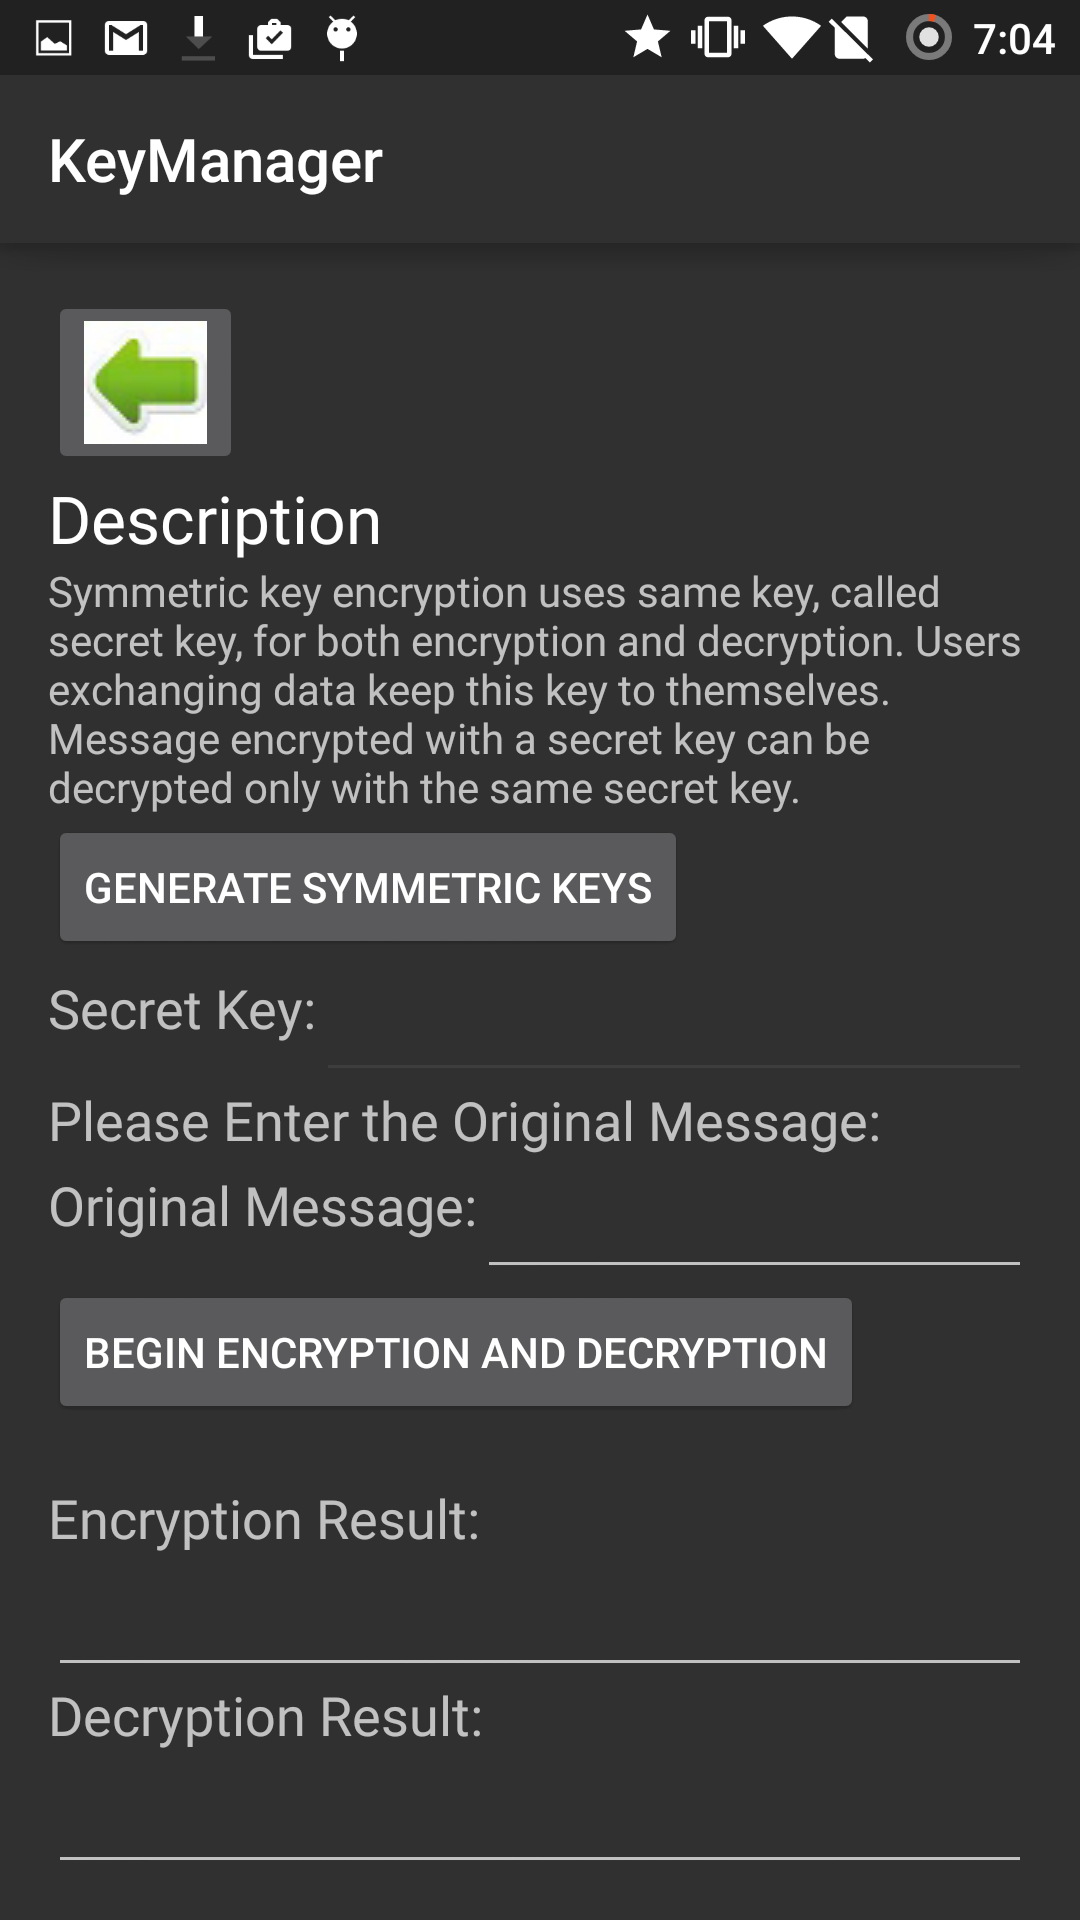 7:04
KeyManager
Description
Symmetric key encryption uses same key, called
secret key, for both encryption and decryption. Users
exchanging data keep this key to themselves.
Message encrypted with a secret key can be
decrypted only with the same secret key.
GENERATE SYMMETRIC KEYS
Secret Key:
Please Enter the Original Message:
Original Message:
BEGIN ENCRYPTION AND DECRYPTION
Encryption Result:
Decryption Result: